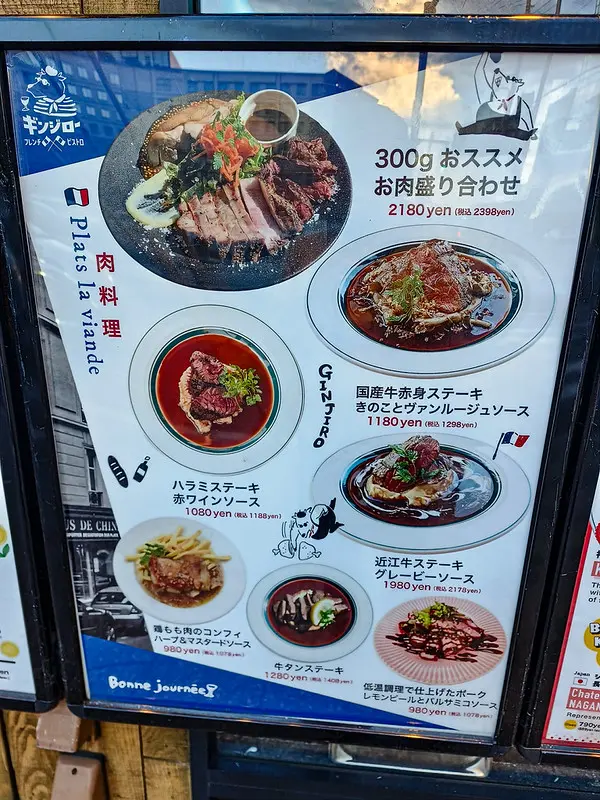 ギンジロー
フレンチ ビストロ
300g おススメ
お肉盛り合わせ
2180yen (税込 2398yen)
肉料理
Plats la viande
国産牛赤身ステーキ
きのことヴァンルージュソース
1180yen (税込 1298yen)
GINJIRO
ハラミステーキ
赤ワインソース
1080yen (税込 1188yen)
近江牛ステーキ
グレービーソース
1980yen (税込 2178yen)
US DE CHIN
鶏もも肉のコンフィ
ハーブ&マスタードソース
980yen (税込 1078yen)
牛タンステーキ
1280yen (税込 1408yen)
低温調理で仕上げたポーク
レモンピールとバルサミコソース
980yen (税込 1078yen)
Bonne journée
Japan
Chate
NAGAN
Represen
790y